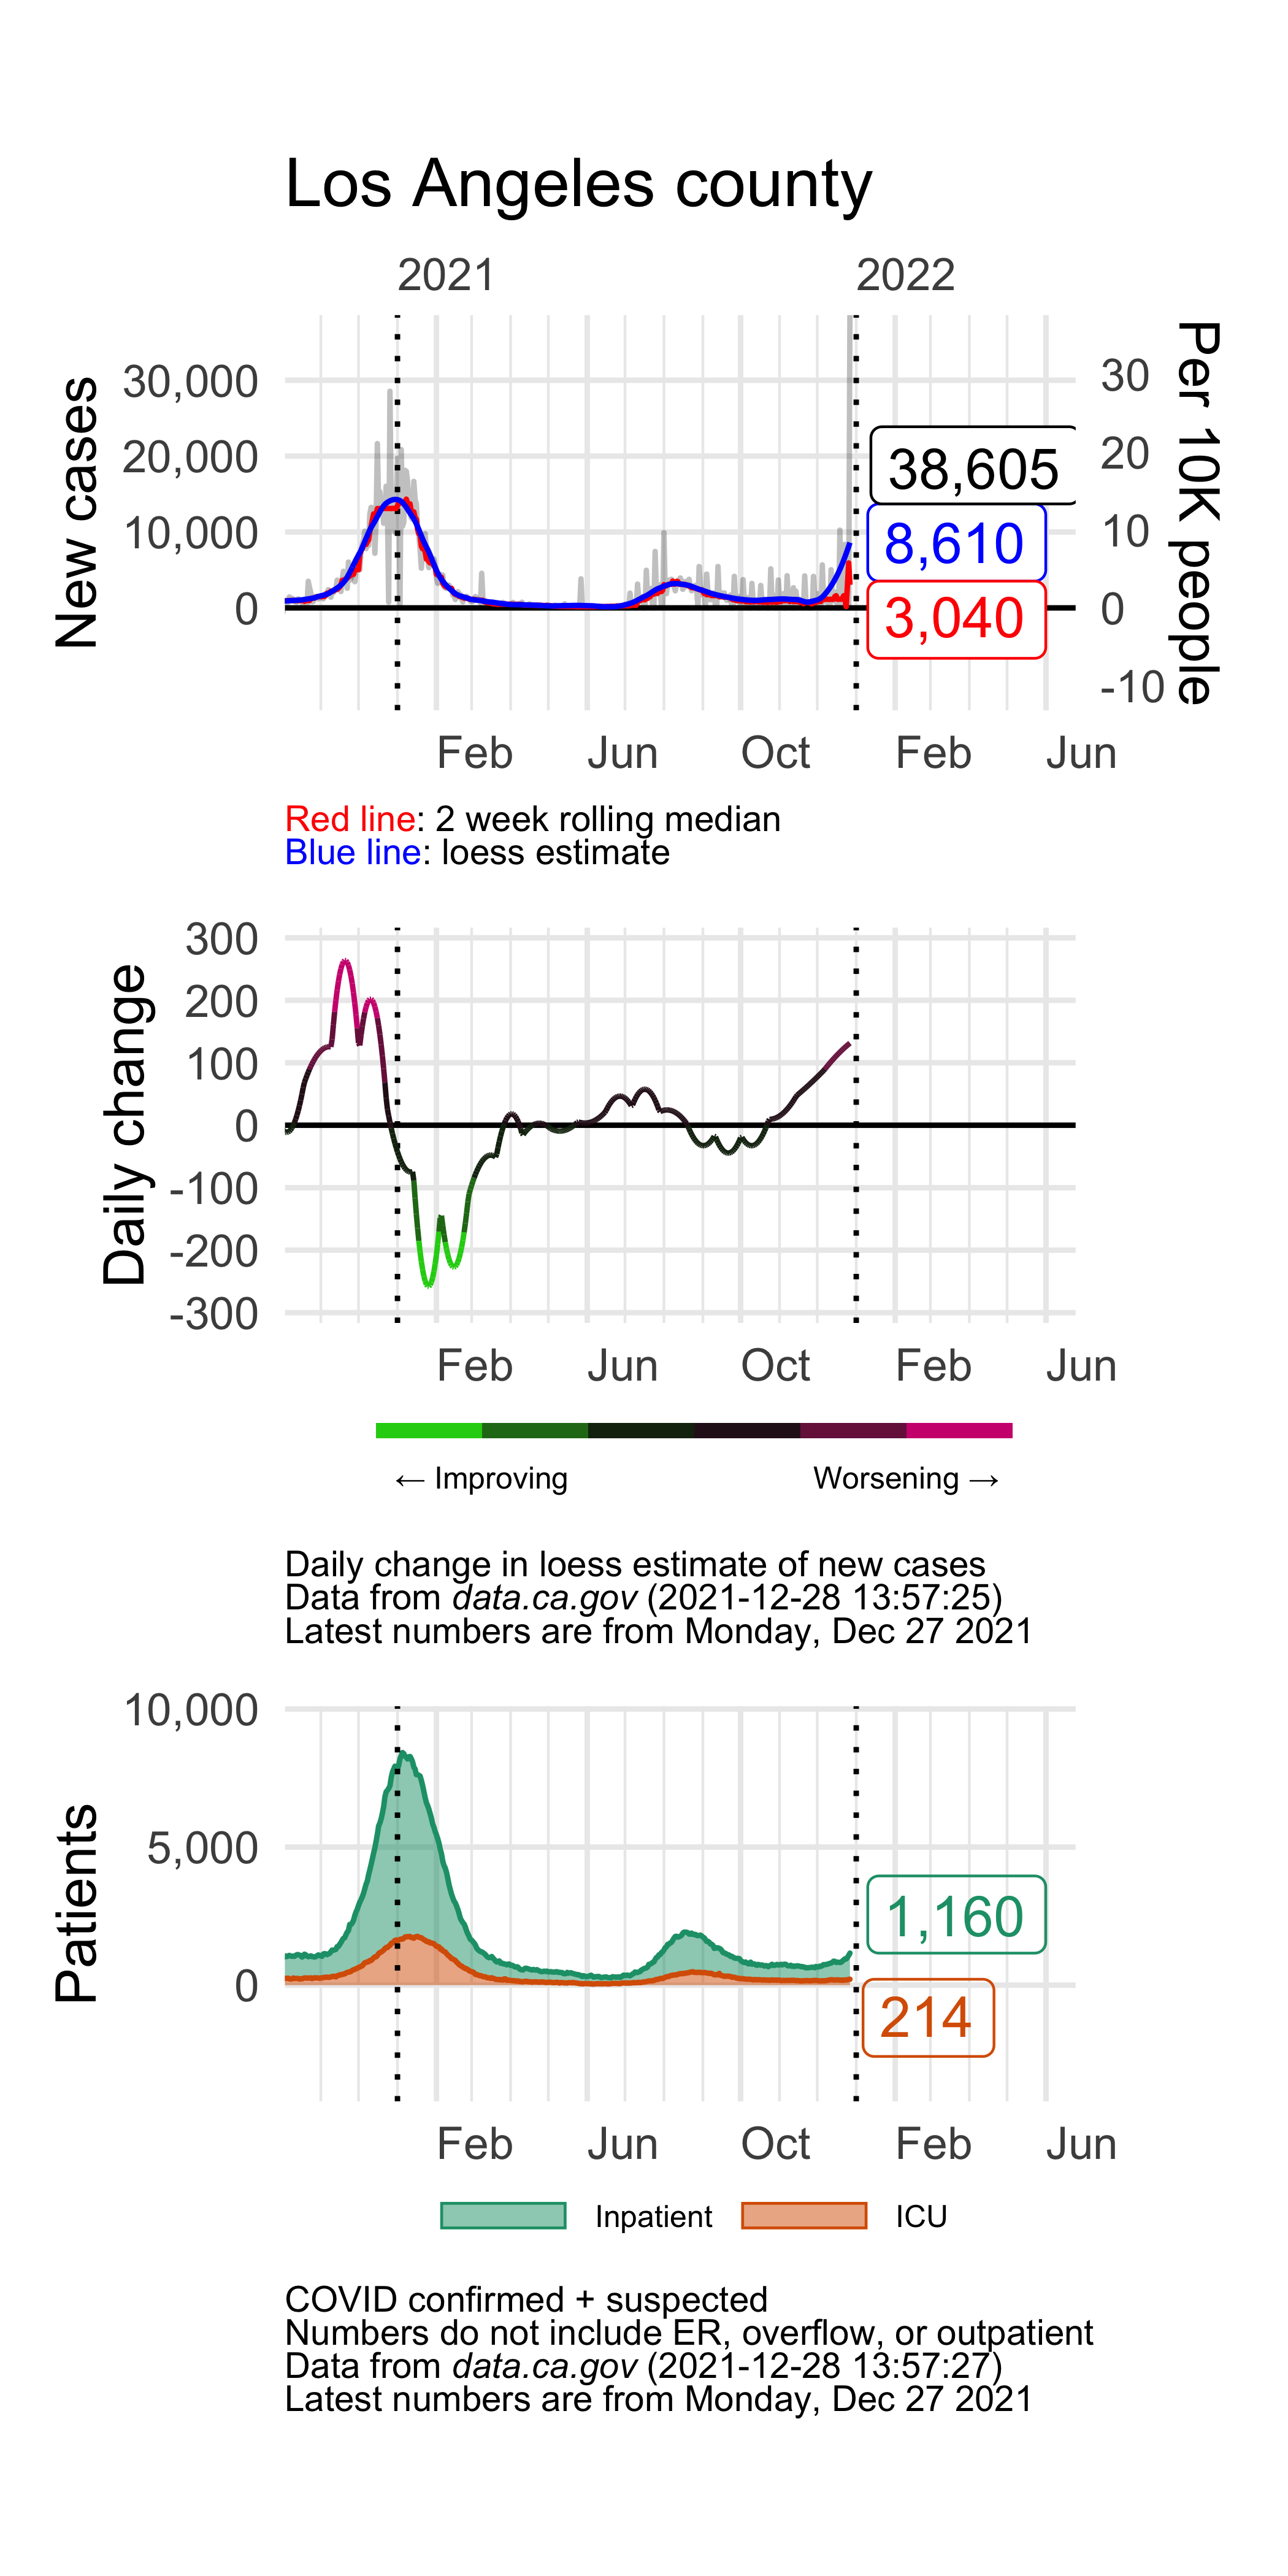 Los Angeles county
2021 2022
New cases
30,000
20,000
10,000
0
38,605
8,610
3,040
30
20
10
0
-10
Per 10K people
Feb Jun Oct Feb Jun
Red line: 2 week rolling median
Blue line: loess estimate
Daily change
300
200
100
0
-100
-200
-300
Feb Jun Oct Feb Jun
← Improving Worsening →
Daily change in loess estimate of new cases
Data from data.ca.gov (2021-12-28 13:57:25)
Latest numbers are from Monday, Dec 27 2021
Patients
10,000
5,000
0
1,160
214
Feb Jun Oct Feb Jun
Inpatient ICU
COVID confirmed + suspected
Numbers do not include ER, overflow, or outpatient
Data from data.ca.gov (2021-12-28 13:57:27)
Latest numbers are from Monday, Dec 27 2021